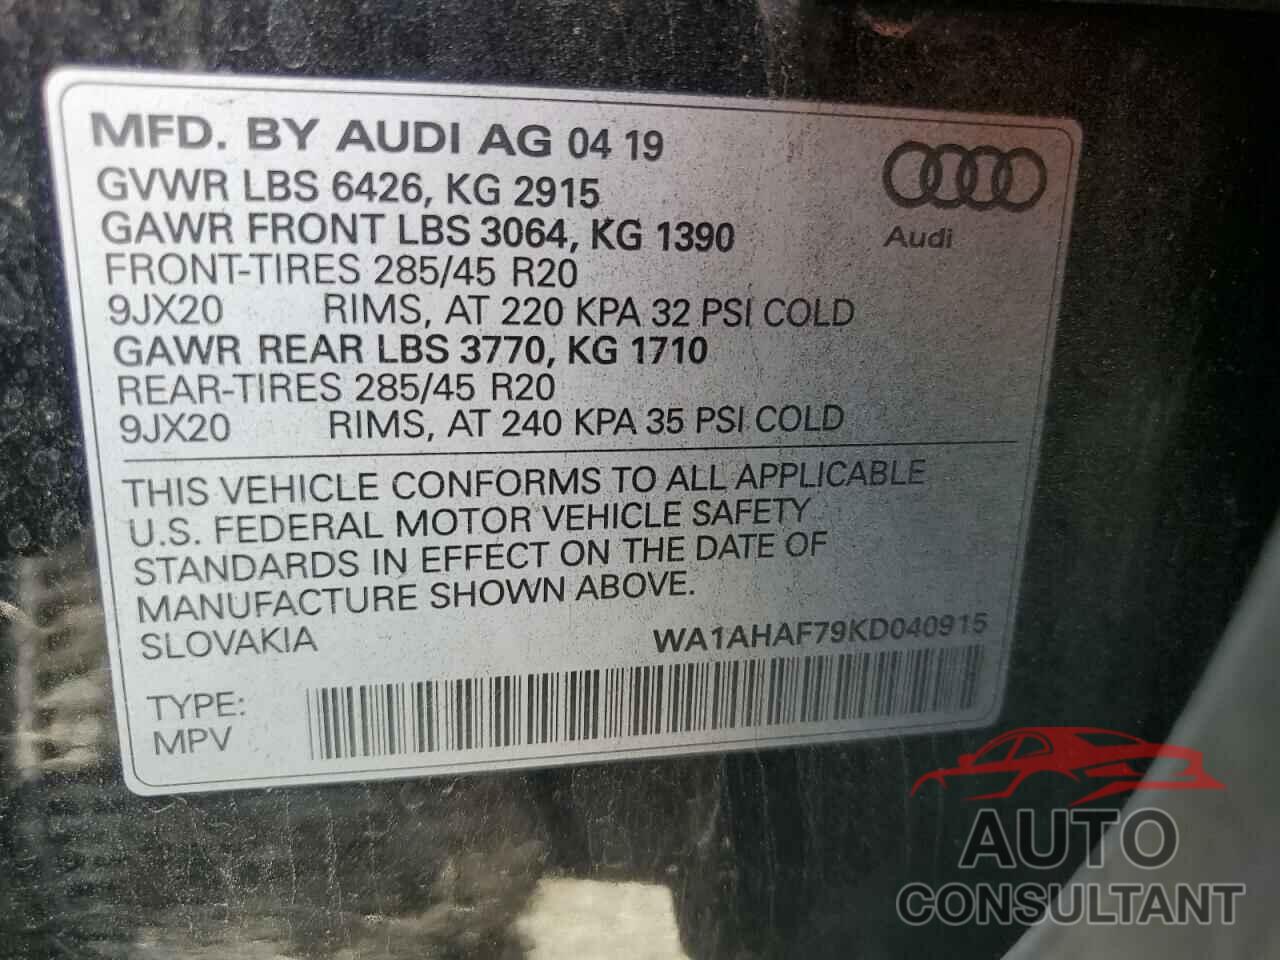 MFD. BY AUDI AG 04 19
GVWR LBS 6426, KG 2915
GAWR FRONT LBS 3064, KG 1390
FRONT-TIRES 285/45 R20
9JX20 RIMS, AT 220 KPA 32 PSI COLD
GAWR REAR LBS 3770, KG 1710
REAR-TIRES 285/45 R20
9JX20 RIMS, AT 240 KPA 35 PSI COLD
Audi
THIS VEHICLE CONFORMS TO ALL APPLICABLE
U.S. FEDERAL MOTOR VEHICLE SAFETY
STANDARDS IN EFFECT ON THE DATE OF
MANUFACTURE SHOWN ABOVE.
SLOVAKIA WA1AHAF79KD040915
TYPE:
MPV
AUTO
CONSULTANT